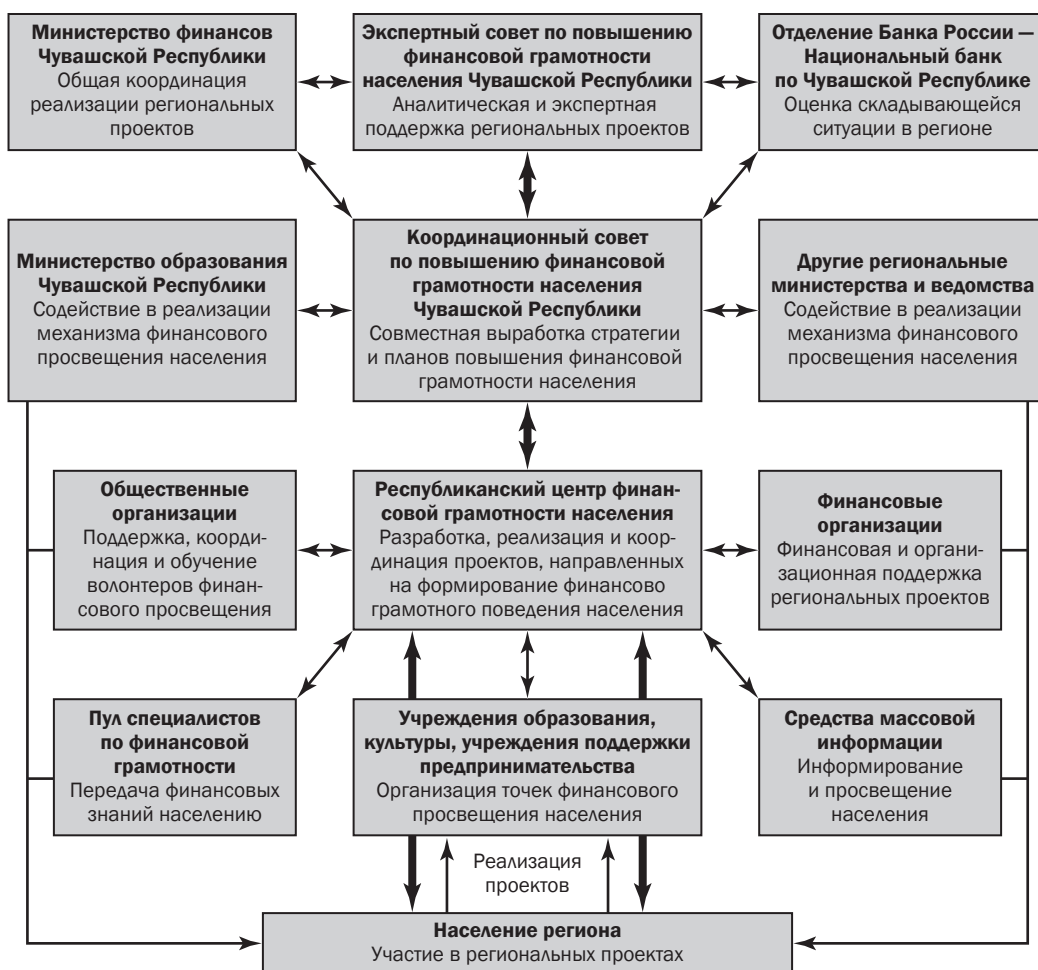 Министерство финансов
Чувашской Республики
Общая координация
реализации региональных
проектов
Экспертный совет по повышению
финансовой грамотности
населения Чувашской Республики
Аналитическая и экспертная
поддержка региональных проектов
Отделение Банка России —
Национальный банк
по Чувашской Республике
Оценка складывающейся
ситуации в регионе
Министерство образования
Чувашской Республики
Содействие в реализации
механизма финансового
просвещения населения
Координационный совет
по повышению финансовой
грамотности населения
Чувашской Республики
Совместная выработка стратегии
и планов повышения финансовой
грамотности населения
Другие региональные
министерства и ведомства
Содействие в реализации
механизма финансового
просвещения населения
Общественные
организации
Поддержка, коорди-
нация и обучение
волонтеров финан-
сового просвещения
Республиканский центр финан-
совой грамотности населения
Разработка, реализация и коор-
динация проектов, направленных
на формирование финансово
грамотного поведения населения
Финансовые
организации
Финансовая и органи-
зационная поддержка
региональных проектов
Пул специалистов
по финансовой
грамотности
Передача финансовых
знаний населению
Учреждения образования,
культуры, учреждения поддержки
предпринимательства
Организация точек финансового
просвещения населения
Средства массовой
информации
Информирование
и просвещение
населения
Реализация
проектов
Население региона
Участие в региональных проектах